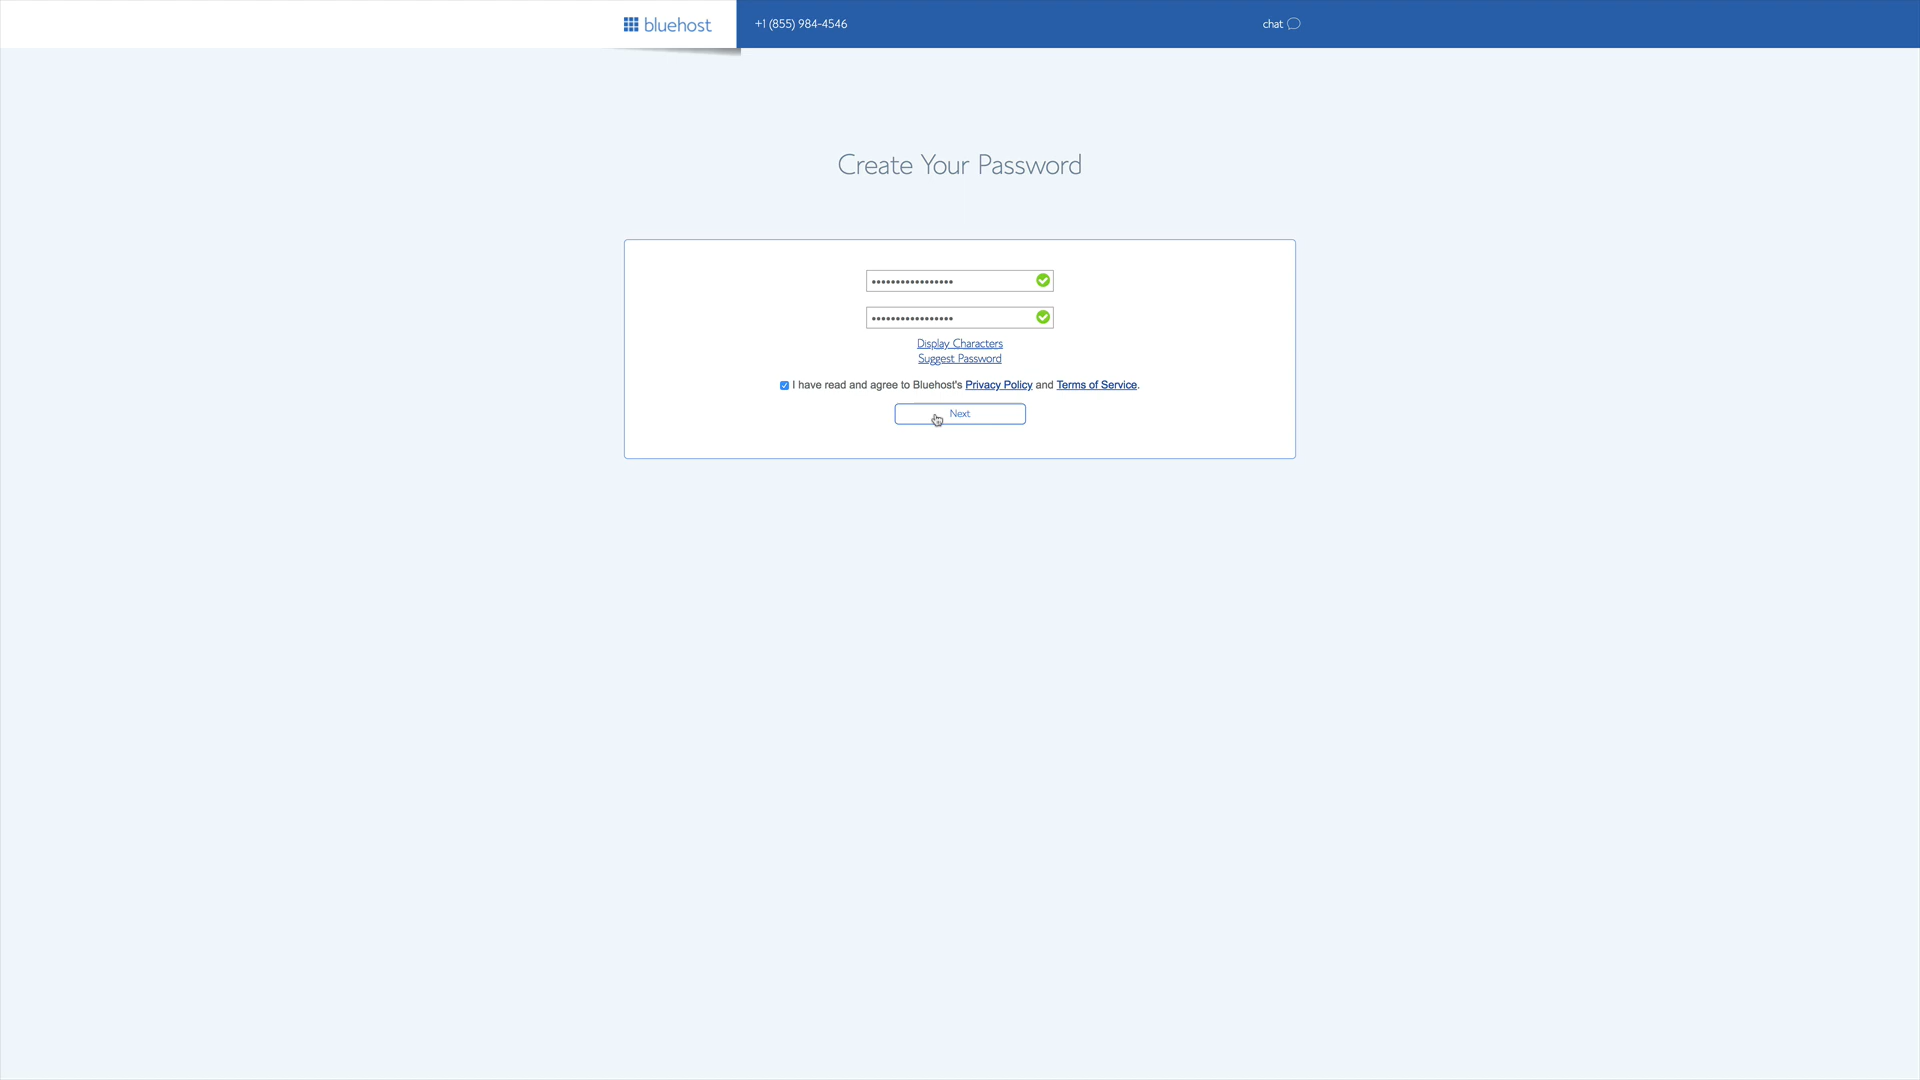 bluehost
+1 (855) 984-4546
chat
Create Your Password
•••••••••••••••••
•••••••••••••••••
Display Characters
Suggest Password
I have read and agree to Bluehost's Privacy Policy and Terms of Service.
Next